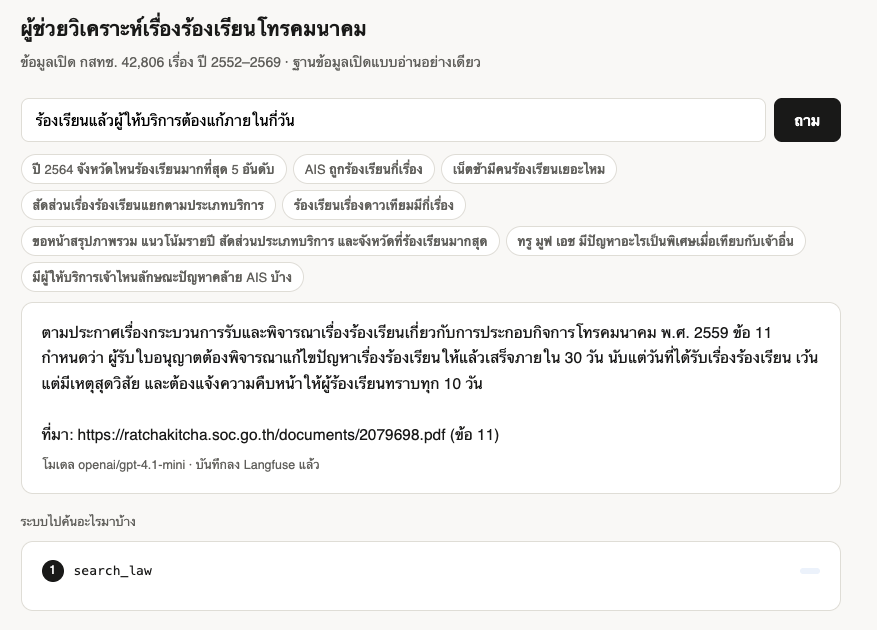 ผู้ช่วยวิเคราะห์เรื่องร้องเรียนโทรคมนาคม
ข้อมูลเปิด กสทช. 42,806 เรื่อง ปี 2552–2569 · ฐานข้อมูลเปิดแบบอ่านอย่างเดียว
ร้องเรียนแล้วผู้ให้บริการต้องแก้ภายในกี่วัน
ถาม
ปี 2564 จังหวัดไหนร้องเรียนมากที่สุด 5 อันดับ
AIS ถูกร้องเรียนกี่เรื่อง
เน็ตช้ามีคนร้องเรียนเยอะไหม
สัดส่วนเรื่องร้องเรียนแยกตามประเภทบริการ
ร้องเรียนเรื่องดาวเทียมมีกี่เรื่อง
ขอหน้าสรุปภาพรวม แนวโน้มรายปี สัดส่วนประเภทบริการ และจังหวัดที่ร้องเรียนมากสุด
ทรู มูฟ เอช มีปัญหาอะไรเป็นพิเศษเมื่อเทียบกับเจ้าอื่น
มีผู้ให้บริการเจ้าไหนลักษณะปัญหาคล้าย AIS บ้าง
ตามประกาศเรื่องกระบวนการรับและพิจารณาเรื่องร้องเรียนเกี่ยวกับการประกอบกิจการโทรคมนาคม พ.ศ. 2559 ข้อ 11
กำหนดว่า ผู้รับใบอนุญาตต้องพิจารณาแก้ไขปัญหาเรื่องร้องเรียนให้แล้วเสร็จภายใน 30 วัน นับแต่วันที่ได้รับเรื่องร้องเรียน เว้น
แต่มีเหตุสุดวิสัย และต้องแจ้งความคืบหน้าให้ผู้ร้องเรียนทราบทุก 10 วัน
ที่มา: https://ratchakitcha.soc.go.th/documents/2079698.pdf (ข้อ 11)
โมเดล openai/gpt-4.1-mini · บันทึกลง Langfuse แล้ว
ระบบไปค้นอะไรมาบ้าง
1 search_law